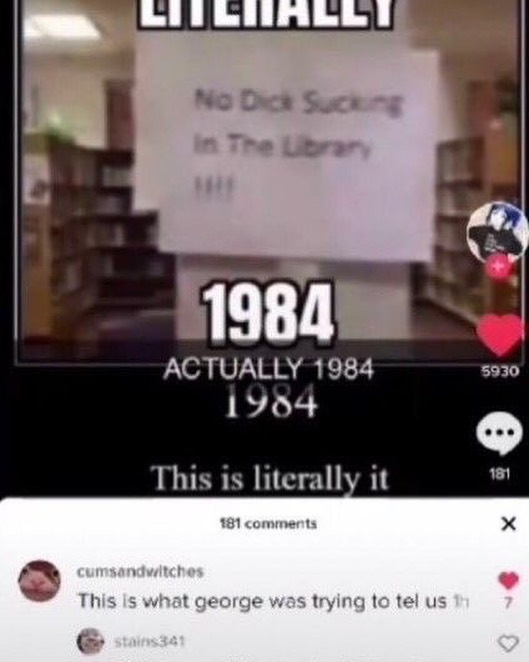 LITERALLY
No Dick Sucking
In The Library
!!!!
1984
ACTUALLY 1984
1984
This is literally it
5930
181
181 comments
cumsandwitches
This is what george was trying to tel us 1h
7
stains341